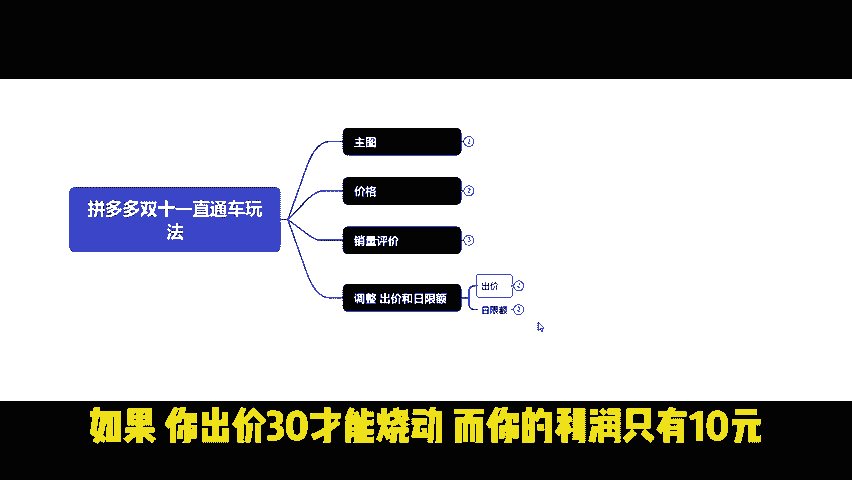 拼多多双十一直通车玩
法
主图
1
价格
2
销量评价
3
调整 出价和日限额
出价
2
日限额
2
如果 你出价30才能烧动 而你的利润只有10元